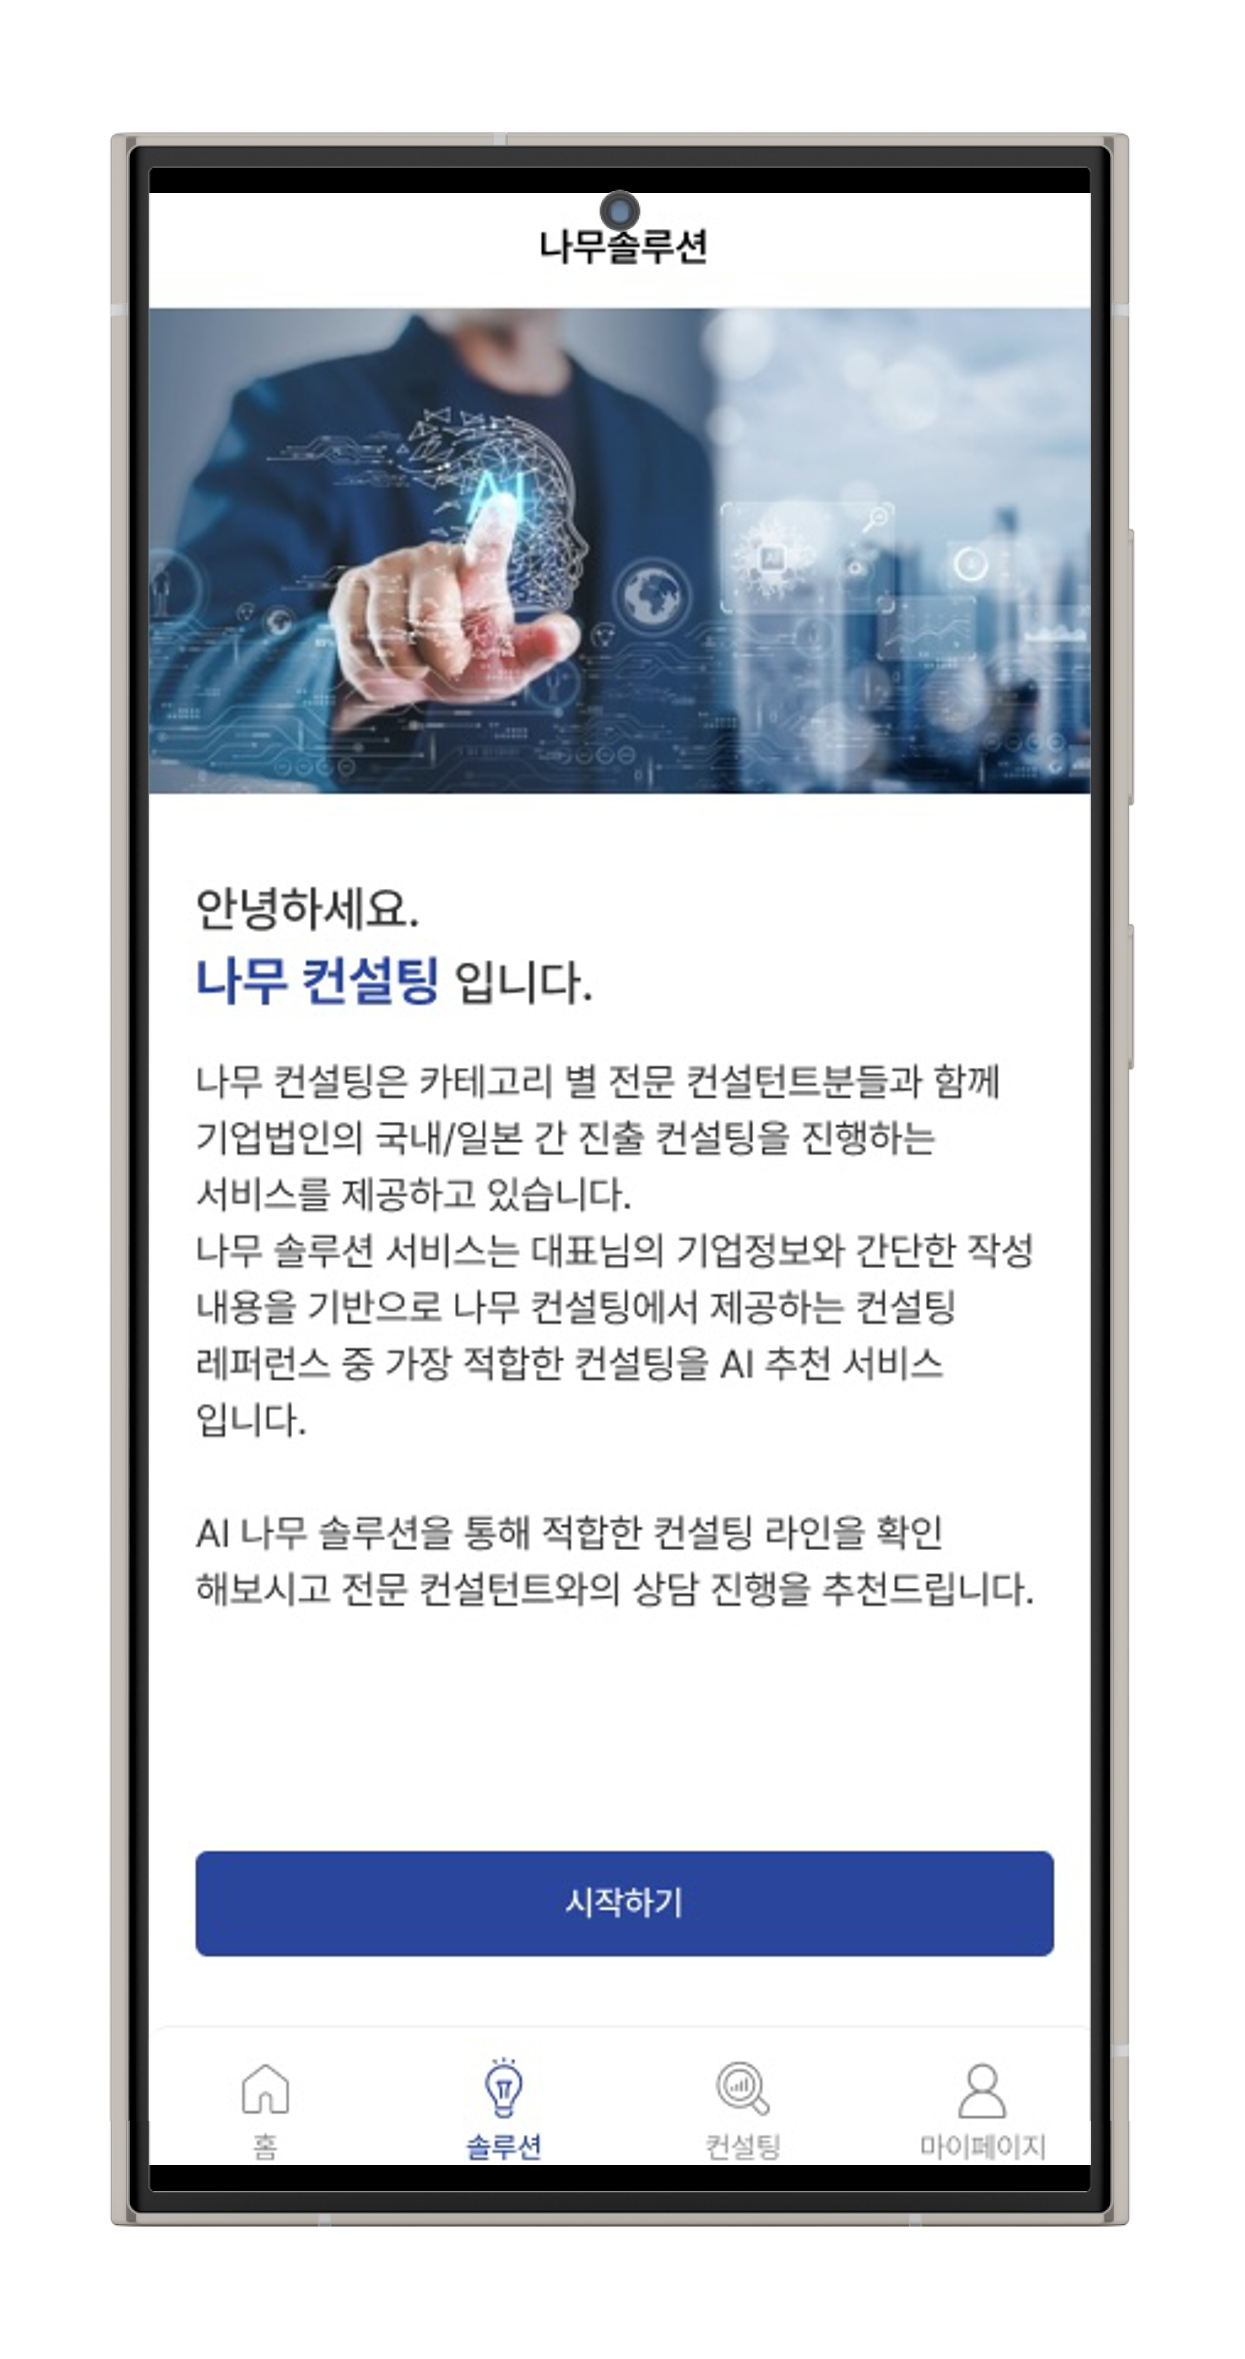 나무솔루션
AI
AI
안녕하세요.
나무 컨설팅 입니다.
나무 컨설팅은 카테고리 별 전문 컨설턴트분들과 함께
기업법인의 국내/일본 간 진출 컨설팅을 진행하는
서비스를 제공하고 있습니다.
나무 솔루션 서비스는 대표님의 기업정보와 간단한 작성
내용을 기반으로 나무 컨설팅에서 제공하는 컨설팅
레퍼런스 중 가장 적합한 컨설팅을 AI 추천 서비스
입니다.
AI 나무 솔루션을 통해 적합한 컨설팅 라인을 확인
해보시고 전문 컨설턴트와의 상담 진행을 추천드립니다.
시작하기
홈
솔루션
컨설팅
마이페이지